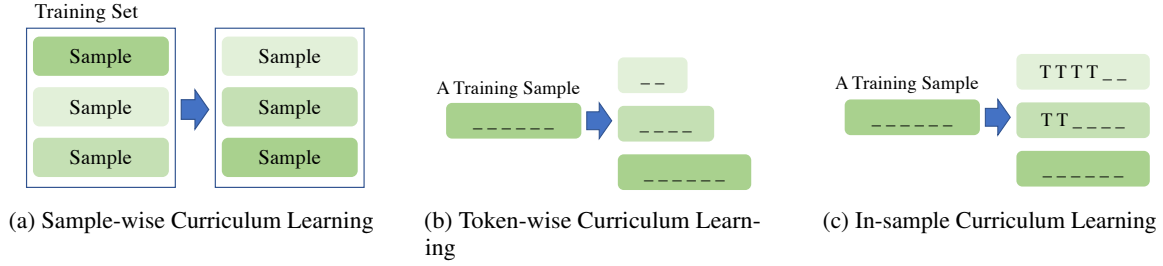 Training Set
Sample
Sample
Sample
Sample
Sample
Sample
(a) Sample-wise Curriculum Learning
A Training Sample
_ _ _ _ _ _
_ _
_ _ _ _
_ _ _ _ _ _
(b) Token-wise Curriculum Learn-
ing
A Training Sample
_ _ _ _ _ _
T T T T _ _
T T _ _ _ _
_ _ _ _ _ _
(c) In-sample Curriculum Learning